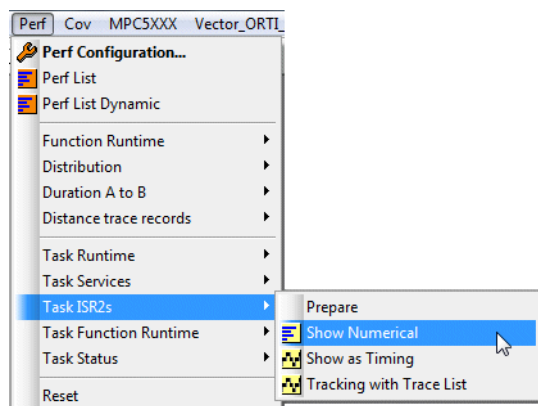 Perf Cov MPC5XXX Vector_ORTI_
Perf Configuration...
Perf List
Perf List Dynamic
Function Runtime
Distribution
Duration A to B
Distance trace records
Task Runtime
Task Services
Task ISR2s
Prepare
Task Function Runtime
Show Numerical
Task Status
Show as Timing
Tracking with Trace List
Reset